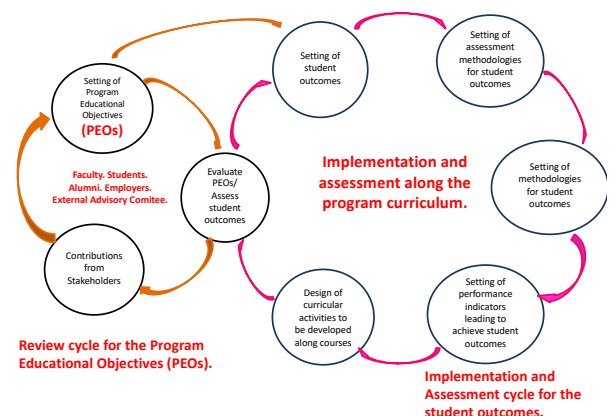 Setting of
Program
Educational
Objectives
(PEOs)
Setting of
student
outcomes
Setting of
assessment
methodologies
for student
outcomes
Faculty. Students.
Alumni. Employers.
External Advisory Comitee.
Evaluate
PEOs/
Assess
student
outcomes
Implementation and
assessment along the
program curriculum.
Setting of
methodologies
for student
outcomes
Contributions
from
Stakeholders
Design of
curricular
activities to
be developed
along courses
Setting of
performance
indicators
leading to
achieve student
outcomes
Review cycle for the Program
Educational Objectives (PEOs).
Implementation and
Assessment cycle for the
student outcomes.